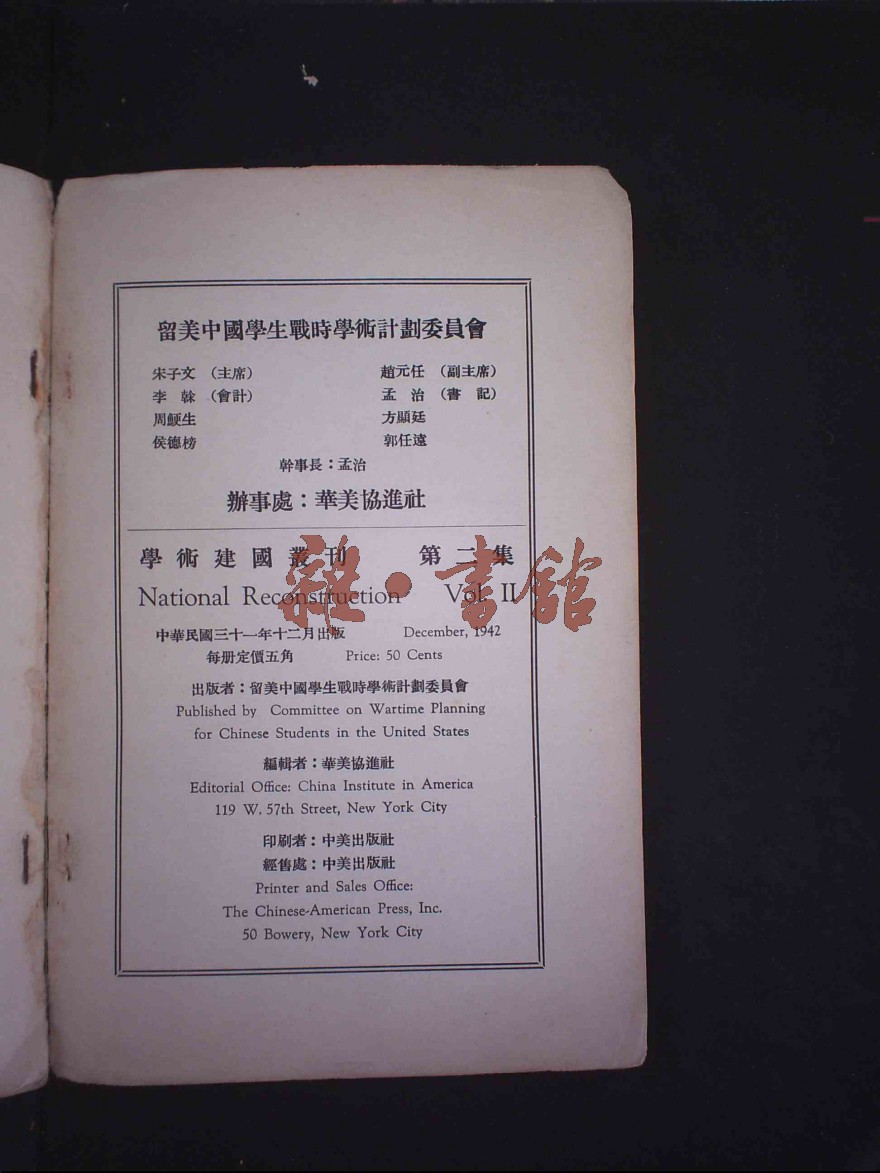 留美中國學生戰時學術計劃委員會
宋子文 (主席) 趙元任 (副主席)
李 榦 (會計) 孟 治 (書 記)
周鯁生 方顯廷
侯德榜 郭任遠
幹事長：孟治
辦事處：華美協進社
學術建國叢刊 第二集
National Reconstruction Vol. II
中華民國三十一年十二月出版 December, 1942
每册定價五角 Price: 50 Cents
出版者：留美中國學生戰時學術計劃委員會
Published by Committee on Wartime Planning
for Chinese Students in the United States
編輯者：華美協進社
Editorial Office: China Institute in America
119 W. 57th Street, New York City
印刷者：中美出版社
經售處：中美出版社
Printer and Sales Office:
The Chinese-American Press, Inc.
50 Bowery, New York City
雜·書館